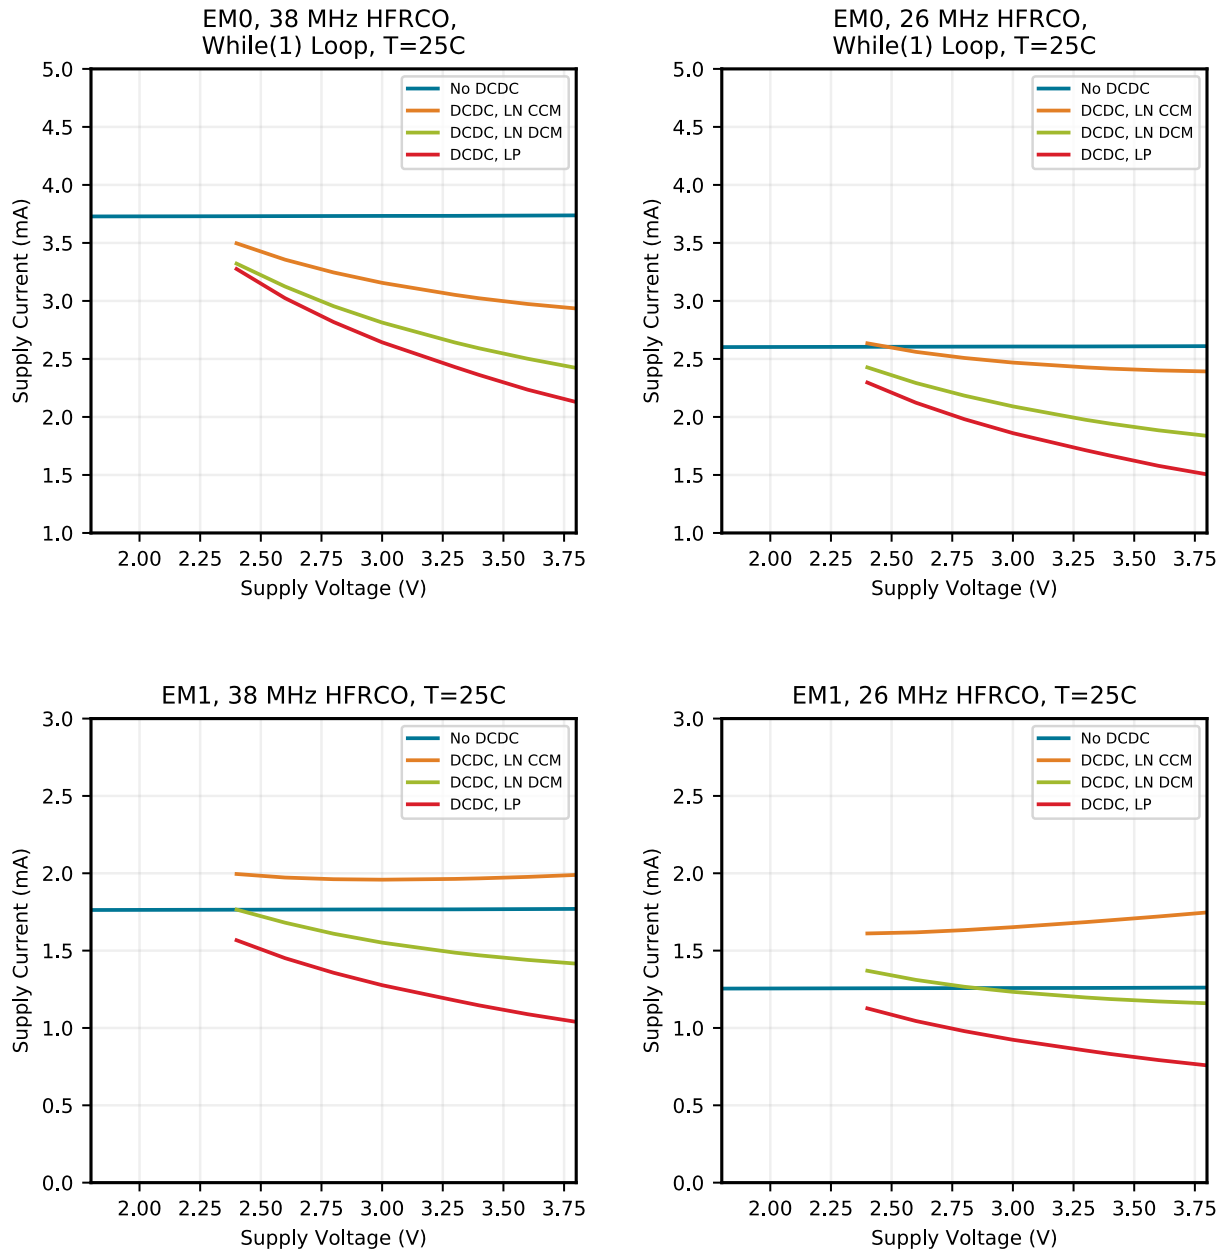 EM0, 38 MHz HFRCO,
While(1) Loop, T=25C
5.0
4.5
4.0
3.5
3.0
2.5
2.0
1.5
1.0
Supply Current (mA)
No DCDC
DCDC, LN CCM
DCDC, LN DCM
DCDC, LP
2.00 2.25 2.50 2.75 3.00 3.25 3.50 3.75
Supply Voltage (V)
EM0, 26 MHz HFRCO,
While(1) Loop, T=25C
5.0
4.5
4.0
3.5
3.0
2.5
2.0
1.5
1.0
Supply Current (mA)
No DCDC
DCDC, LN CCM
DCDC, LN DCM
DCDC, LP
2.00 2.25 2.50 2.75 3.00 3.25 3.50 3.75
Supply Voltage (V)
EM1, 38 MHz HFRCO, T=25C
3.0
2.5
2.0
1.5
1.0
0.5
0.0
Supply Current (mA)
No DCDC
DCDC, LN CCM
DCDC, LN DCM
DCDC, LP
2.00 2.25 2.50 2.75 3.00 3.25 3.50 3.75
Supply Voltage (V)
EM1, 26 MHz HFRCO, T=25C
3.0
2.5
2.0
1.5
1.0
0.5
0.0
Supply Current (mA)
No DCDC
DCDC, LN CCM
DCDC, LN DCM
DCDC, LP
2.00 2.25 2.50 2.75 3.00 3.25 3.50 3.75
Supply Voltage (V)